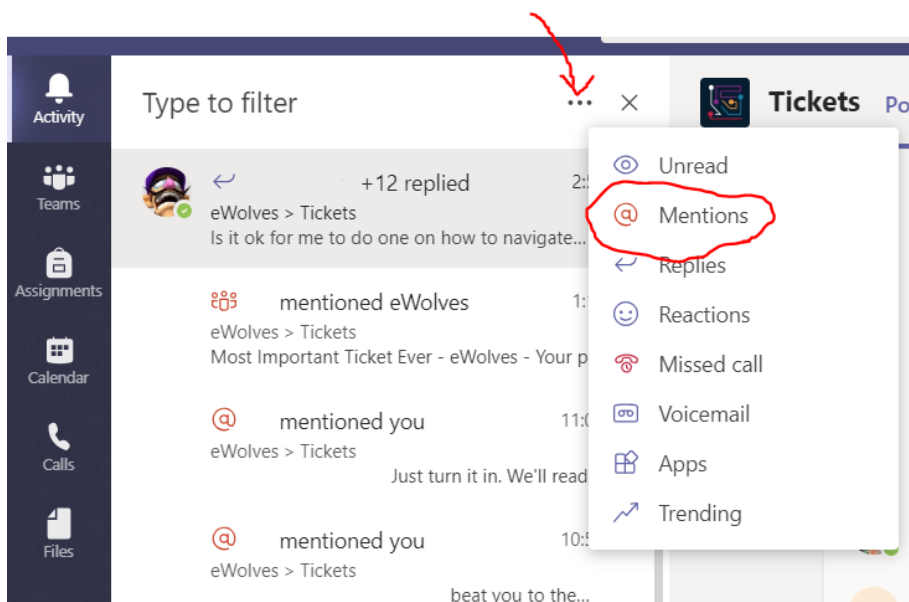 Activity
Teams
Assignments
Calendar
Calls
Files
Type to filter
+12 replied
eWolves > Tickets
Is it ok for me to do one on how to navigate...
mentioned eWolves
eWolves > Tickets
Most Important Ticket Ever - eWolves - Your p
mentioned you
eWolves > Tickets
Just turn it in. We'll read
mentioned you
eWolves > Tickets
beat you to the...
Tickets Po
Unread
Mentions
Replies
Reactions
Missed call
Voicemail
Apps
Trending